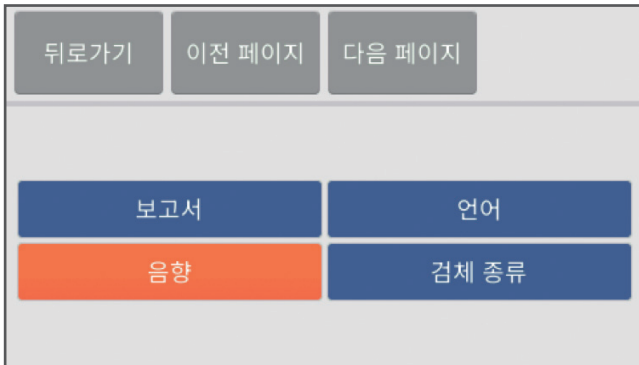 뒤로가기 이전 페이지 다음 페이지
보고서 언어
음향 검체 종류